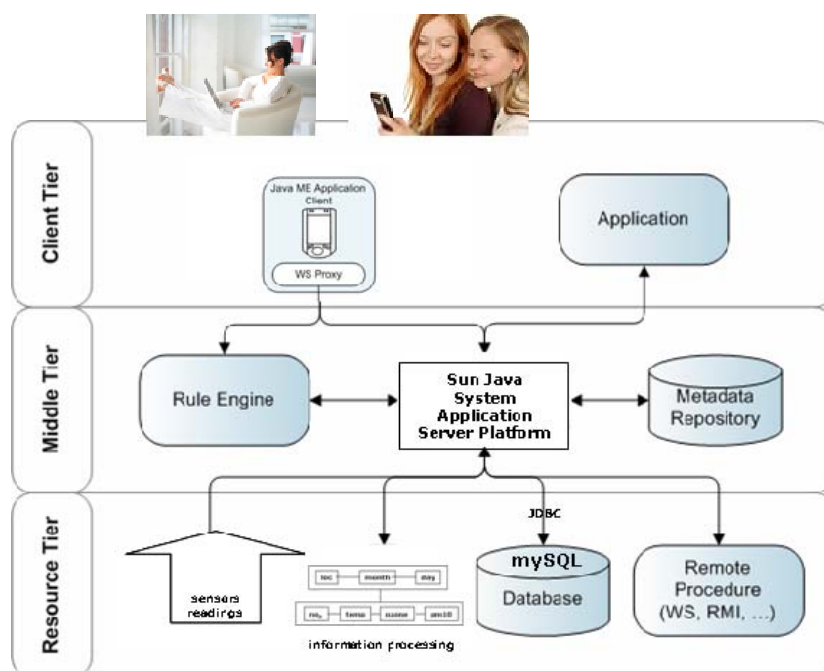 Client Tier
Java ME Application
Client
WS Proxy
Application
Middle Tier
Rule Engine
Sun Java
System
Application
Server Platform
Metadata
Repository
Resource Tier
sensors
readings
loc
month
day
ozone
information processing
JDBC
mySQL
Database
Remote
Procedure
(WS, RMI, ...)